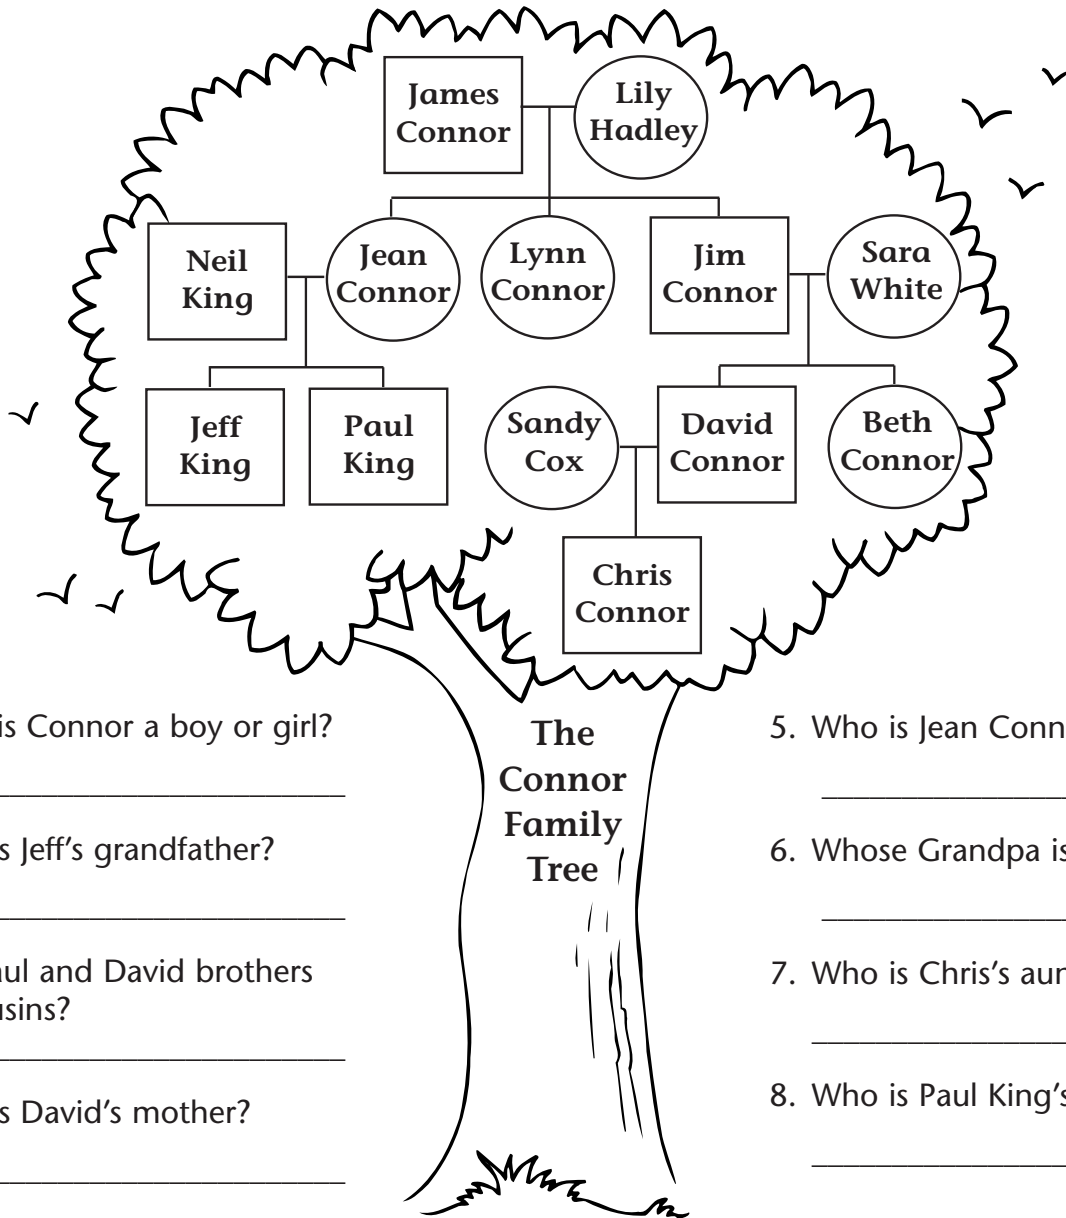 James
Connor
Lily
Hadley
Neil
King
Jean
Connor
Lynn
Connor
Jim
Connor
Sara
White
Jeff
King
Paul
King
Sandy
Cox
David
Connor
Beth
Connor
Chris
Connor
The
Connor
Family
Tree
is Connor a boy or girl?
s Jeff's grandfather?
aul and David brothers
usins?
s David's mother?
5. Who is Jean Conn
6. Whose Grandpa is
7. Who is Chris's aun
8. Who is Paul King's